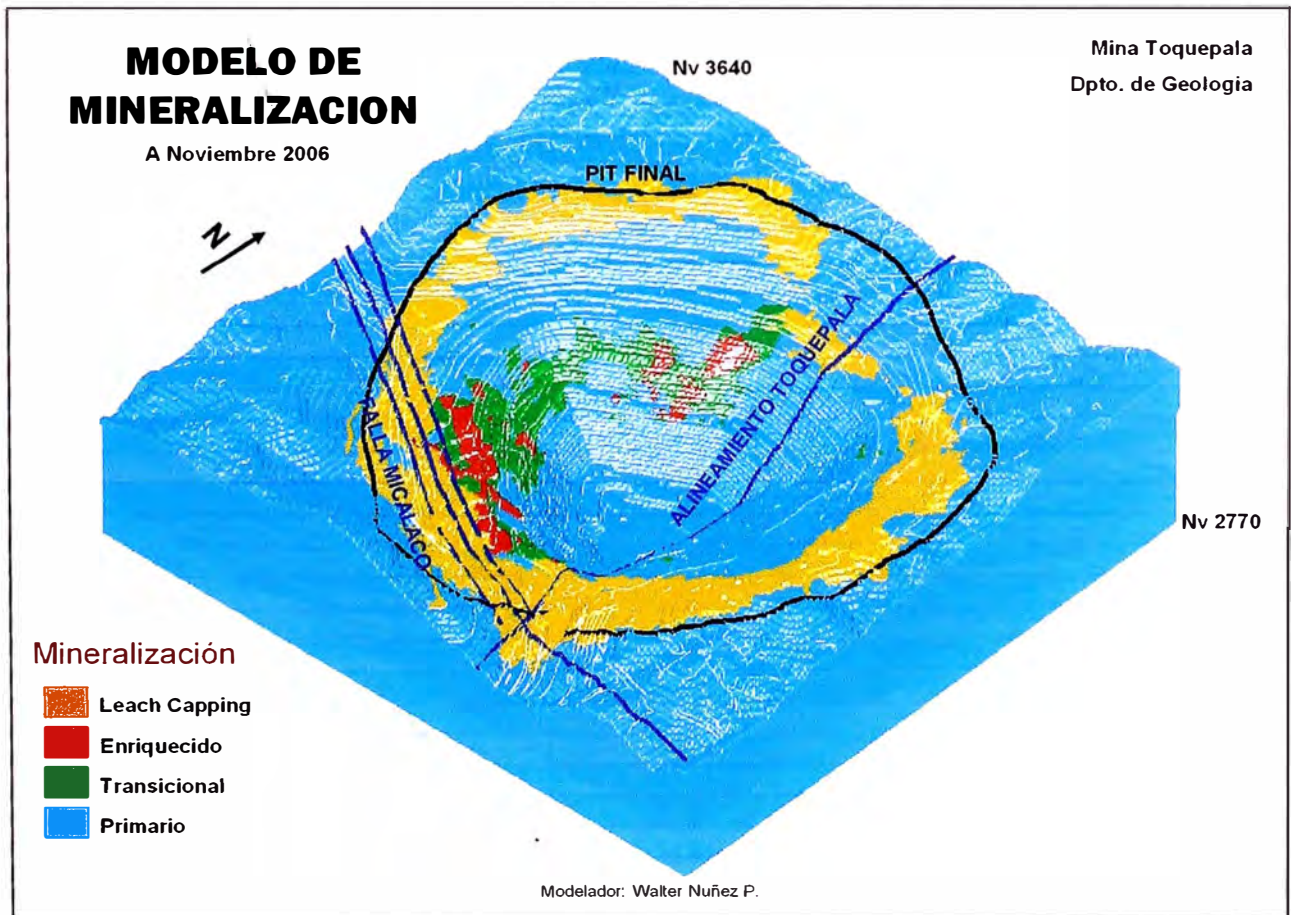 MODELO DE
MINERALIZACION
A Noviembre 2006
Mina Toquepala
Dpto. de Geologia
Nv 3640
PIT FINAL
N
ALINEAMIENTO TOQUEPALA
FALLA MICALACO
Nv 2770
Mineralización
Leach Capping
Enriquecido
Transicional
Primario
Modelador: Walter Nuñez P.